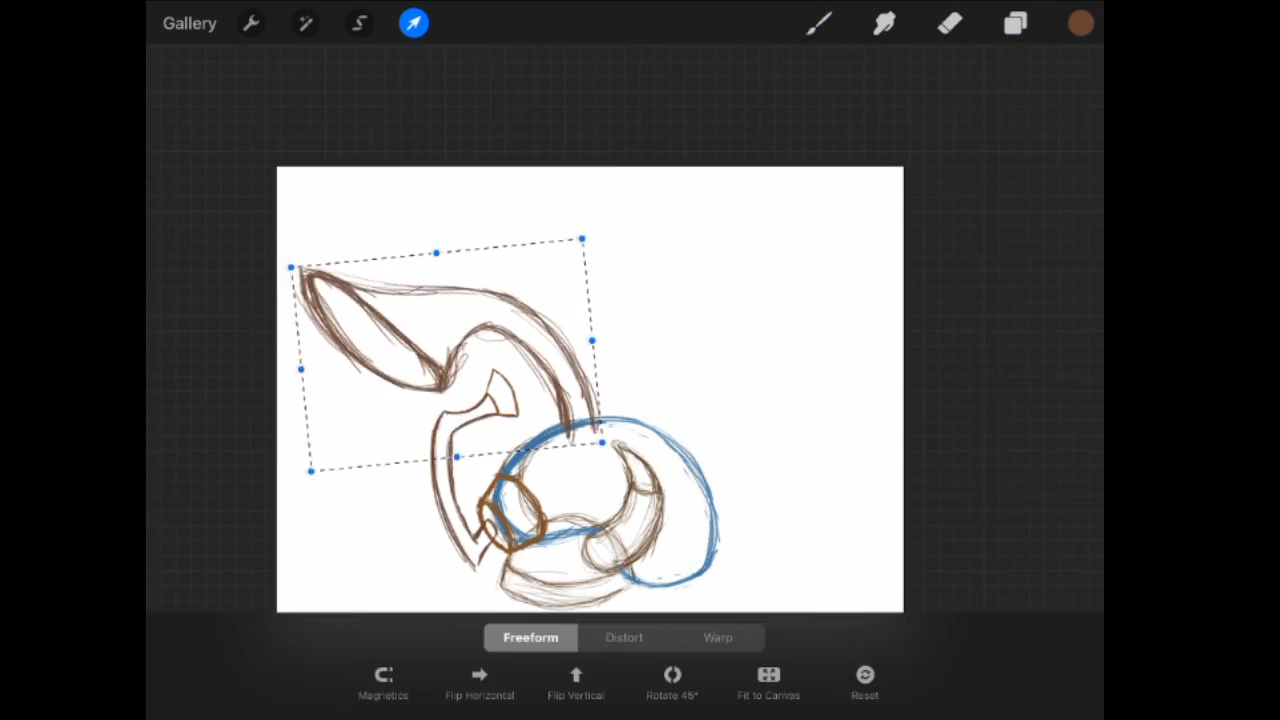 Gallery
Freeform Distort Warp
Magnetics Flip Horizontal Flip Vertical Rotate 45° Fit to Canvas Reset